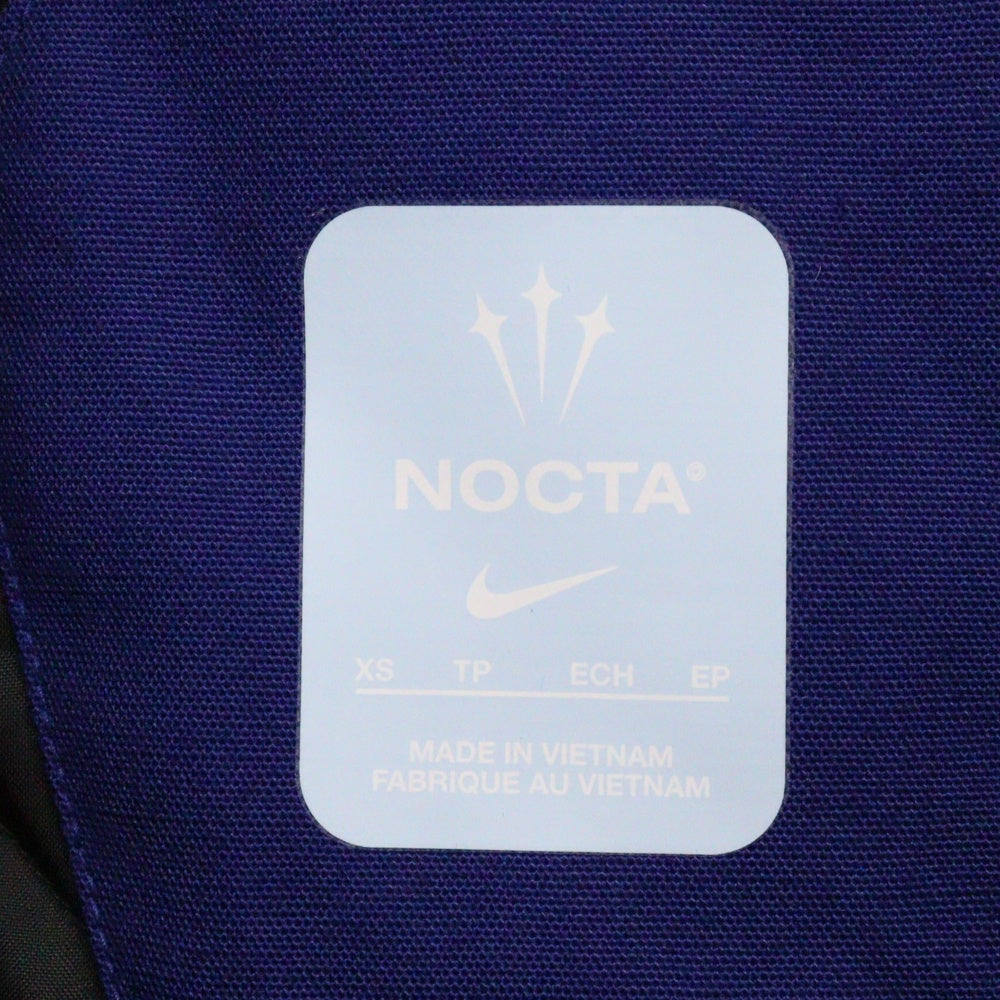 NOCTA®
XS TP ECH EP
MADE IN VIETNAM
FABRIQUE AU VIETNAM